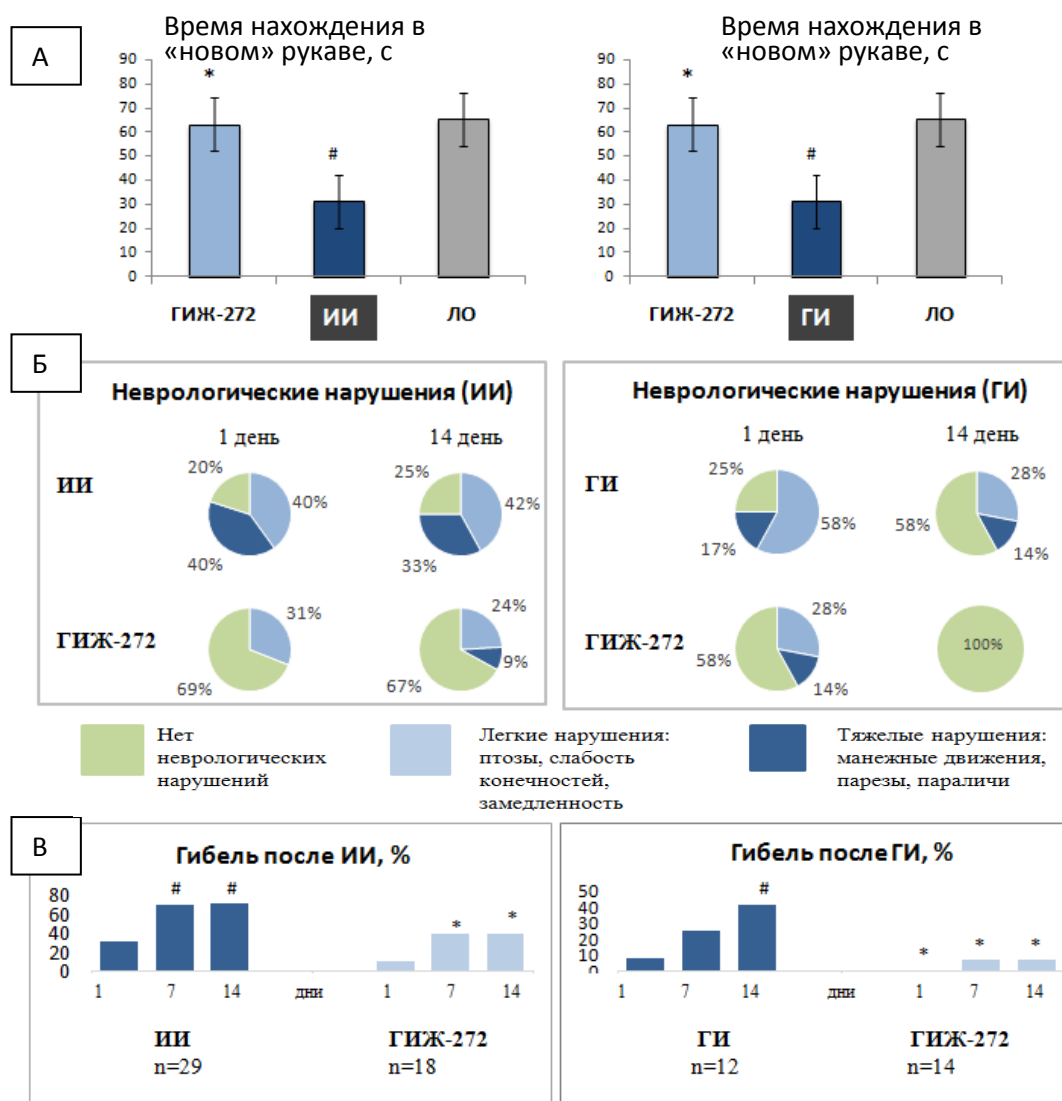 А
Время нахождения в
«новом» рукаве, с
90
80
70
60
50
40
30
20
10
0
*
#
ГИЖ-272 ИИ ЛО
Время нахождения в
«новом» рукаве, с
90
80
70
60
50
40
30
20
10
0
*
#
ГИЖ-272 ГИ ЛО
Б
Неврологические нарушения (ИИ)
1 день 14 день
ИИ
20%
40%
40%
25%
42%
33%
ГИЖ-272
31%
69%
24%
9%
67%
Неврологические нарушения (ГИ)
1 день 14 день
ГИ
25%
58%
17%
28%
58%
14%
ГИЖ-272
28%
58%
14%
100%
Нет
неврологических
нарушений
Легкие нарушения:
птозы, слабость
конечностей,
замедленность
Тяжелые нарушения:
манежные движения,
парезы, параличи
В
Гибель после ИИ, %
80
60
40
20
0
# #
* *
1 7 14 дни 1 7 14
ИИ ГИЖ-272
n=29 n=18
Гибель после ГИ, %
50
40
30
20
10
0
#
* * *
1 7 14 дни 1 7 14
ГИ ГИЖ-272
n=12 n=14